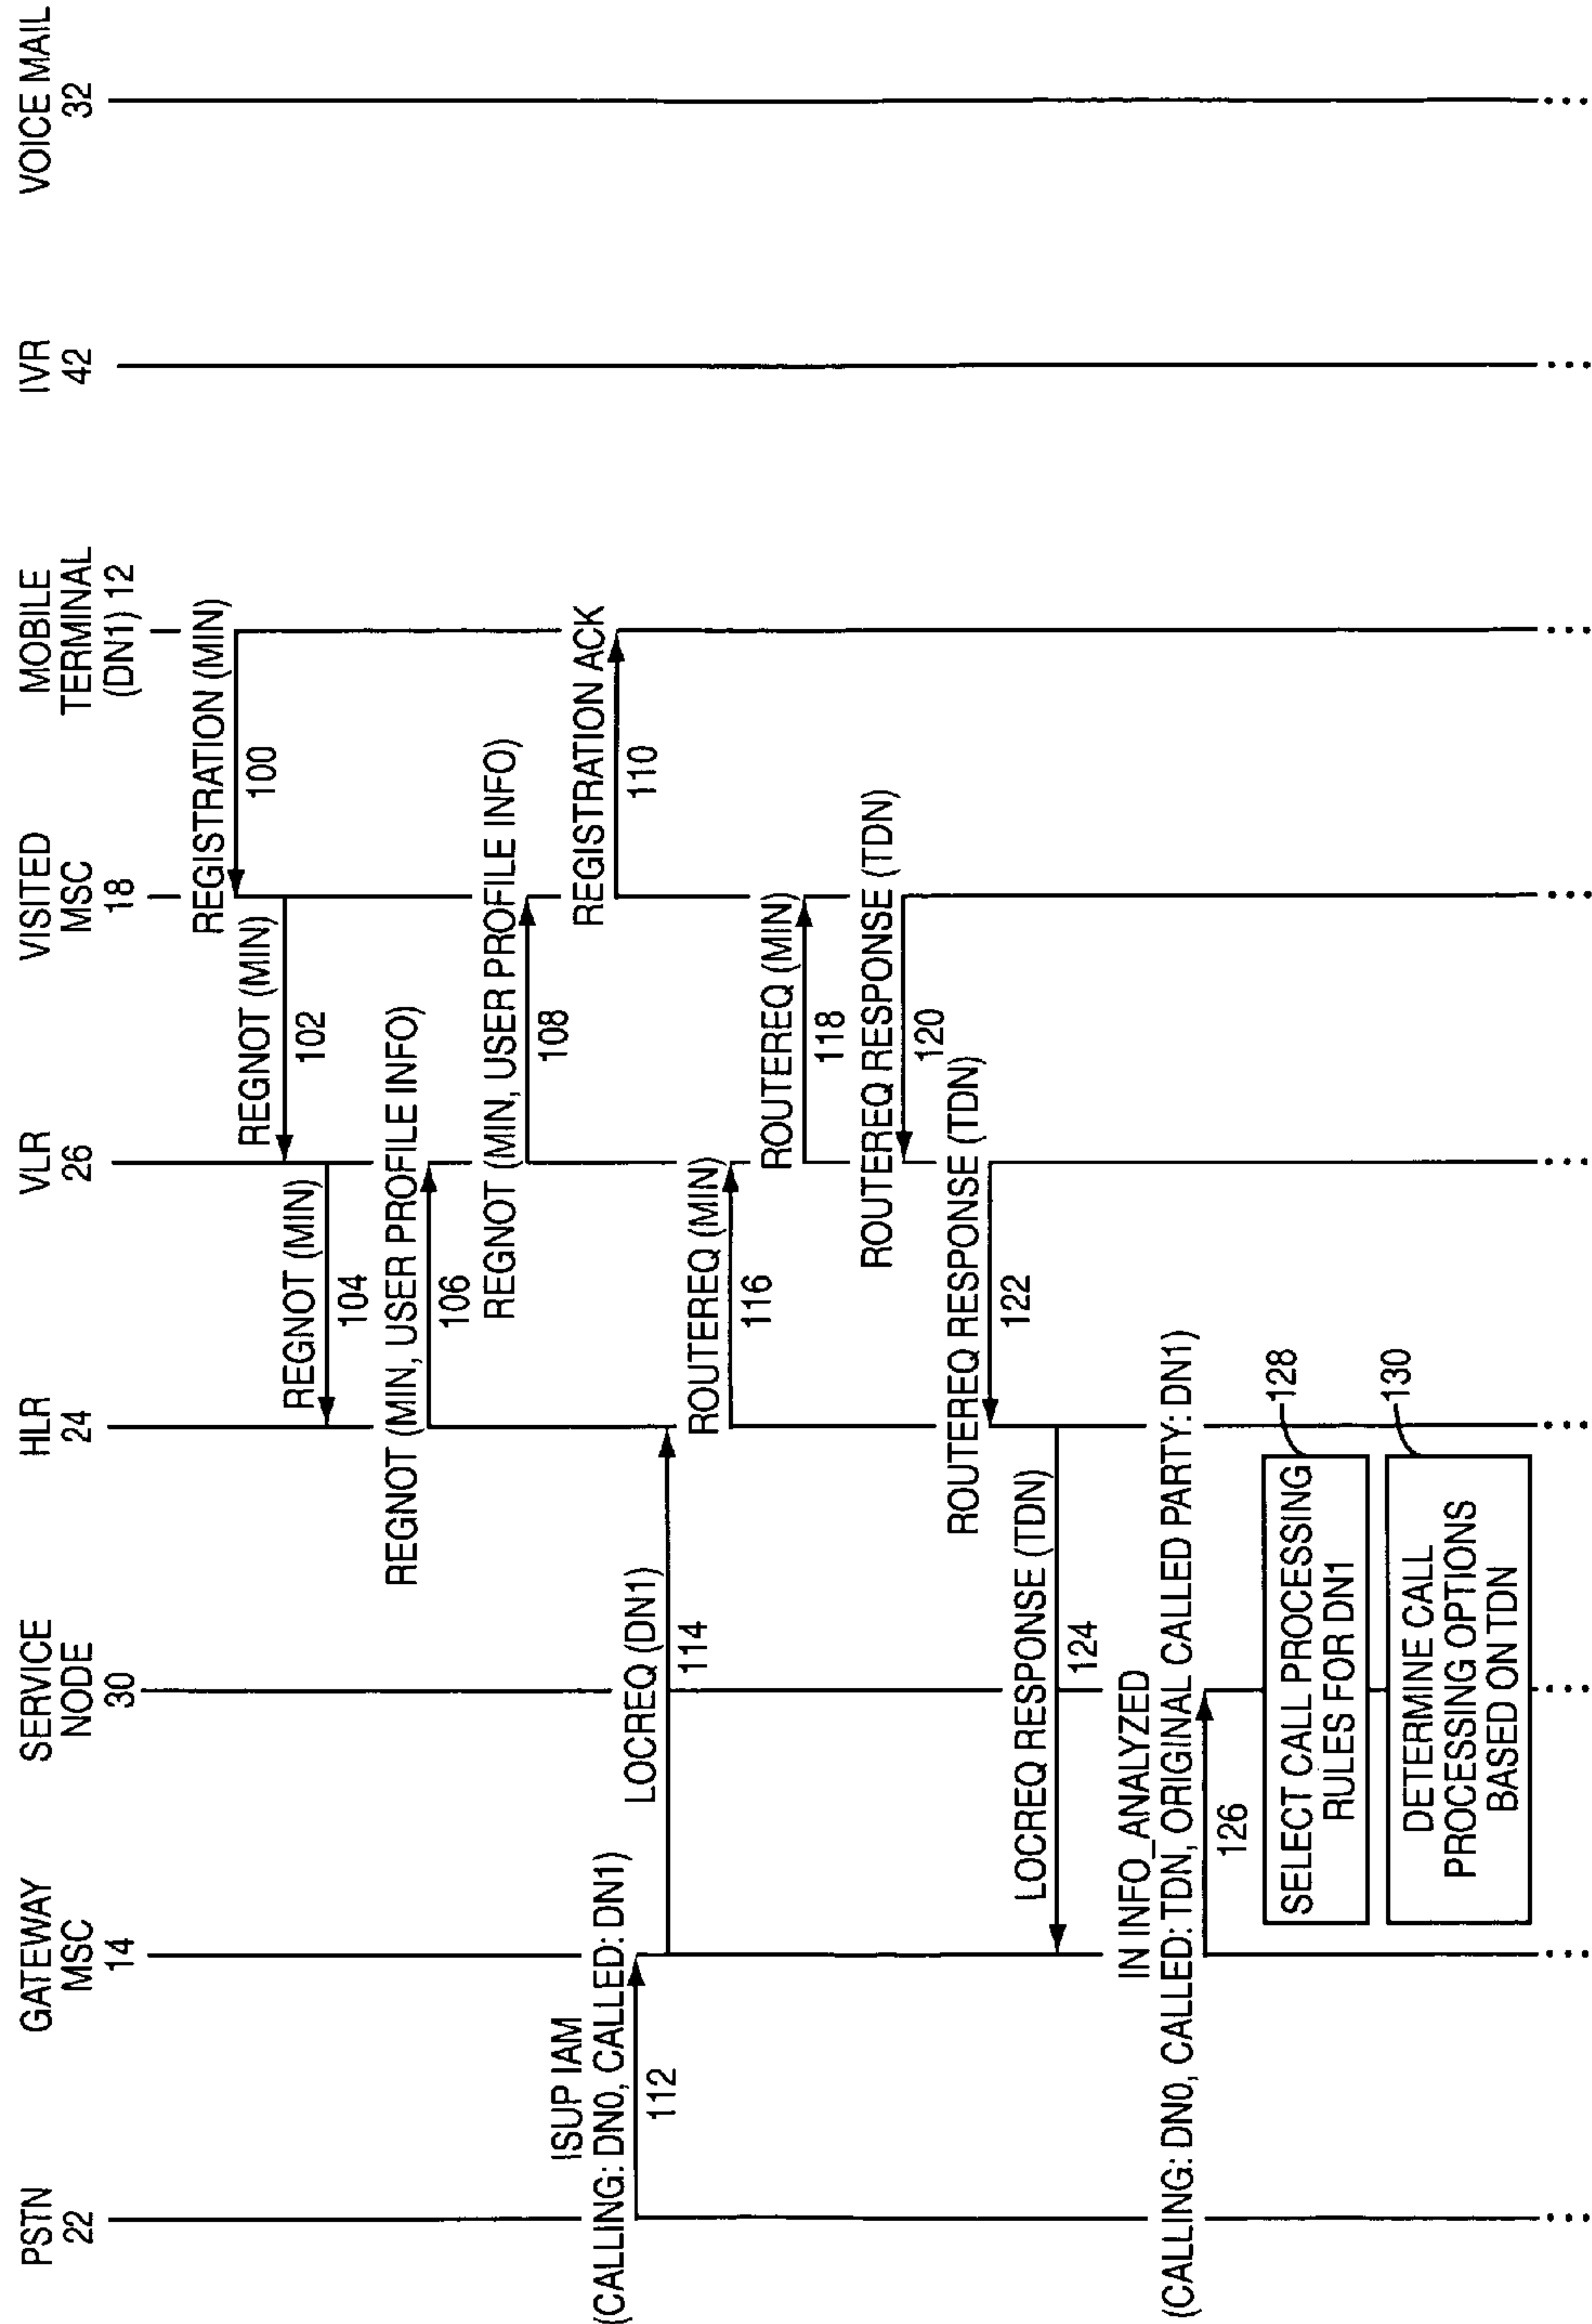 PSTN
22
GATEWAY
MSC
14
SERVICE
NODE
30
HLR
24
VLR
26
VISITED
MSC
18
MOBILE
TERMINAL
(DN1) 12
IVR
42
VOICE MAIL
32
REGISTRATION (MIN)
100
REGNOT (MIN)
102
REGNOT (MIN)
104
REGNOT (MIN, USER PROFILE INFO)
106
REGNOT (MIN, USER PROFILE INFO)
108
REGISTRATION ACK
110
ISUP IAM
(CALLING: DN0, CALLED: DN1)
112
LOCREQ (DN1)
114
ROUTEREQ (MIN)
116
ROUTEREQ (MIN)
118
ROUTEREQ RESPONSE (TDN)
120
ROUTEREQ RESPONSE (TDN)
122
LOCREQ RESPONSE (TDN)
124
IN INFO_ANALYZED
(CALLING: DN0, CALLED: TDN, ORIGINAL CALLED PARTY: DN1)
126
SELECT CALL PROCESSING
RULES FOR DN1
128
DETERMINE CALL
PROCESSING OPTIONS
BASED ON TDN
130